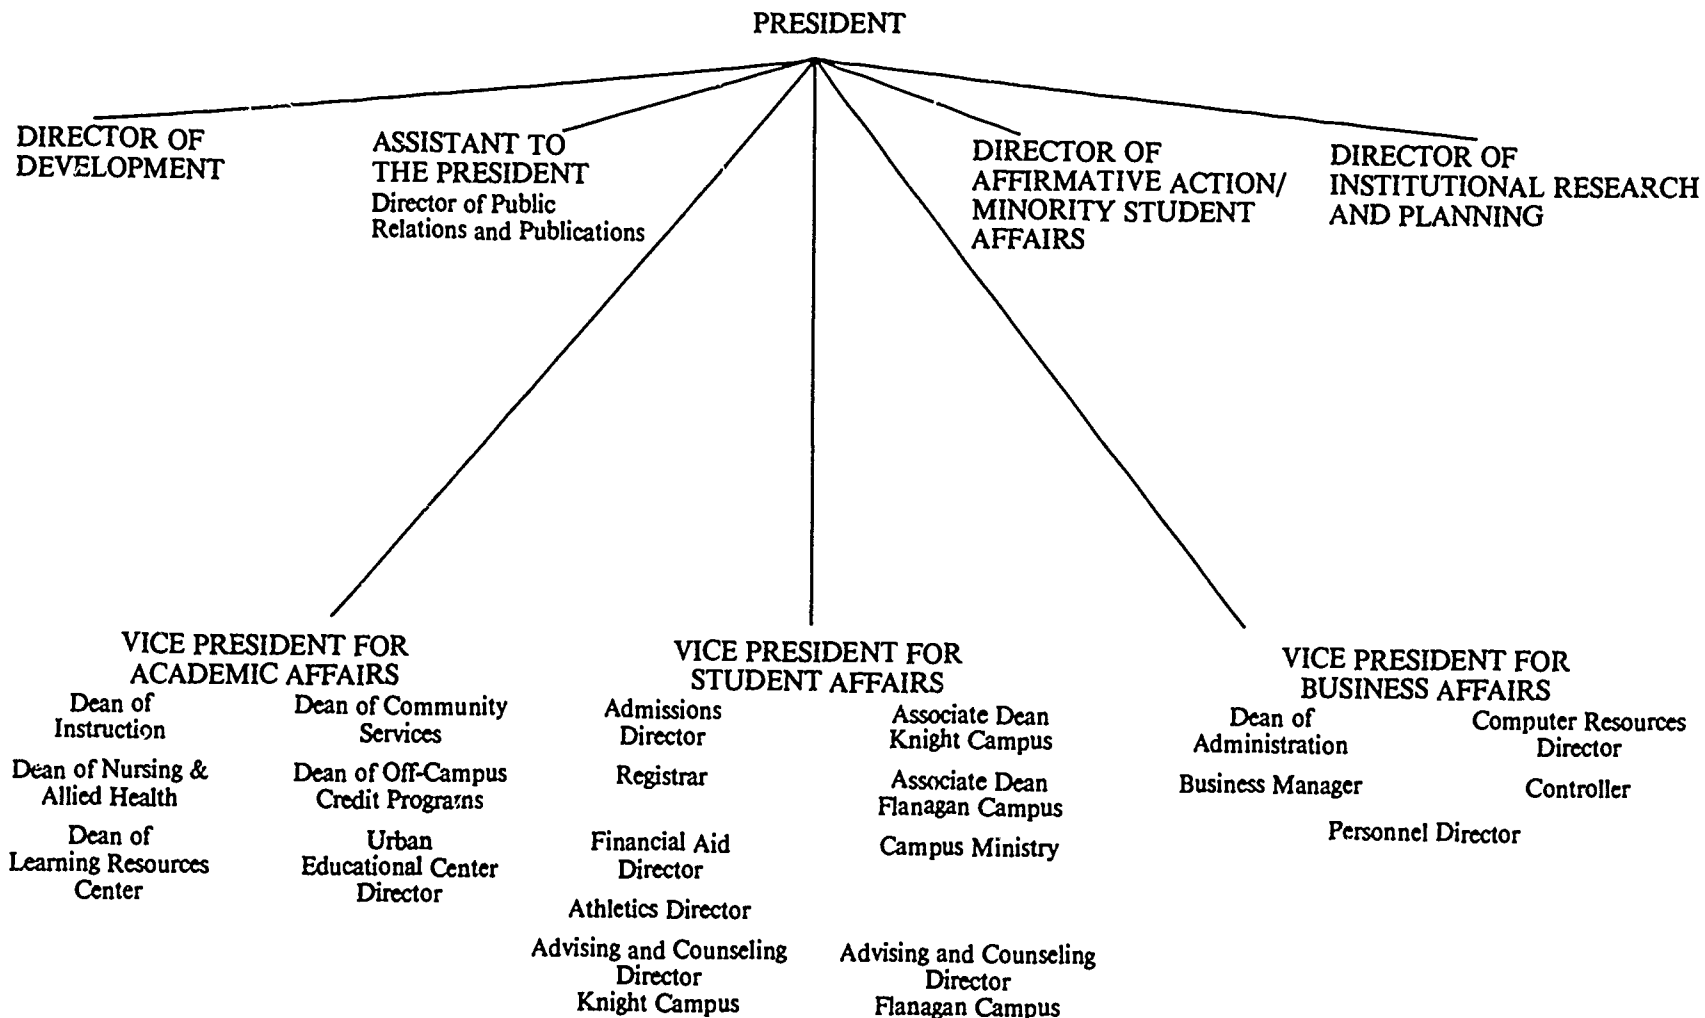 PRESIDENT
DIRECTOR OF
DEVELOPMENT
ASSISTANT TO
THE PRESIDENT
Director of Public
Relations and Publications
DIRECTOR OF
AFFIRMATIVE ACTION/
MINORITY STUDENT
AFFAIRS
DIRECTOR OF
INSTITUTIONAL RESEARCH
AND PLANNING
VICE PRESIDENT FOR
ACADEMIC AFFAIRS
Dean of
Instruction
Dean of Community
Services
Dean of Nursing &
Allied Health
Dean of Off-Campus
Credit Programs
Dean of
Learning Resources
Center
Urban
Educational Center
Director
VICE PRESIDENT FOR
STUDENT AFFAIRS
Admissions
Director
Associate Dean
Knight Campus
Registrar
Associate Dean
Flanagan Campus
Financial Aid
Director
Campus Ministry
Athletics Director
Advising and Counseling
Director
Knight Campus
Advising and Counseling
Director
Flanagan Campus
VICE PRESIDENT FOR
BUSINESS AFFAIRS
Dean of
Administration
Computer Resources
Director
Business Manager
Controller
Personnel Director